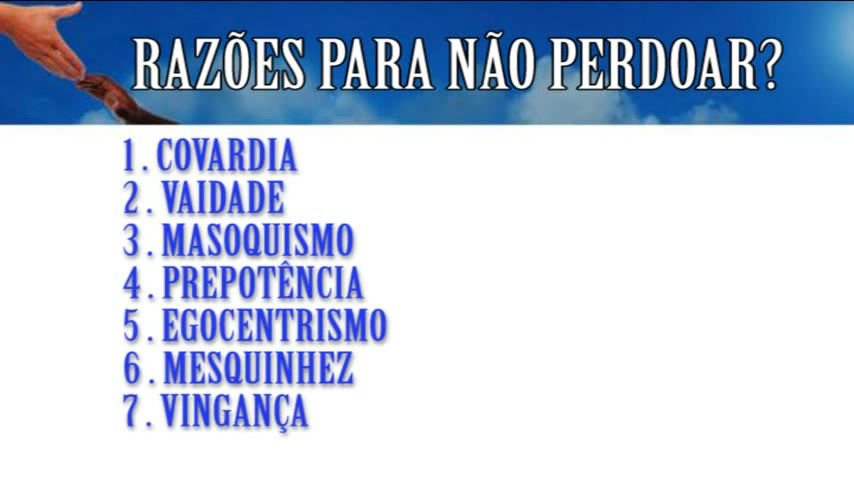 RAZÕES PARA NÃO PERDOAR?
1. COVARDIA
2. VAIDADE
3. MASOQUISMO
4. PREPOTÊNCIA
5. EGOCENTRISMO
6. MESQUINHEZ
7. VINGANÇA